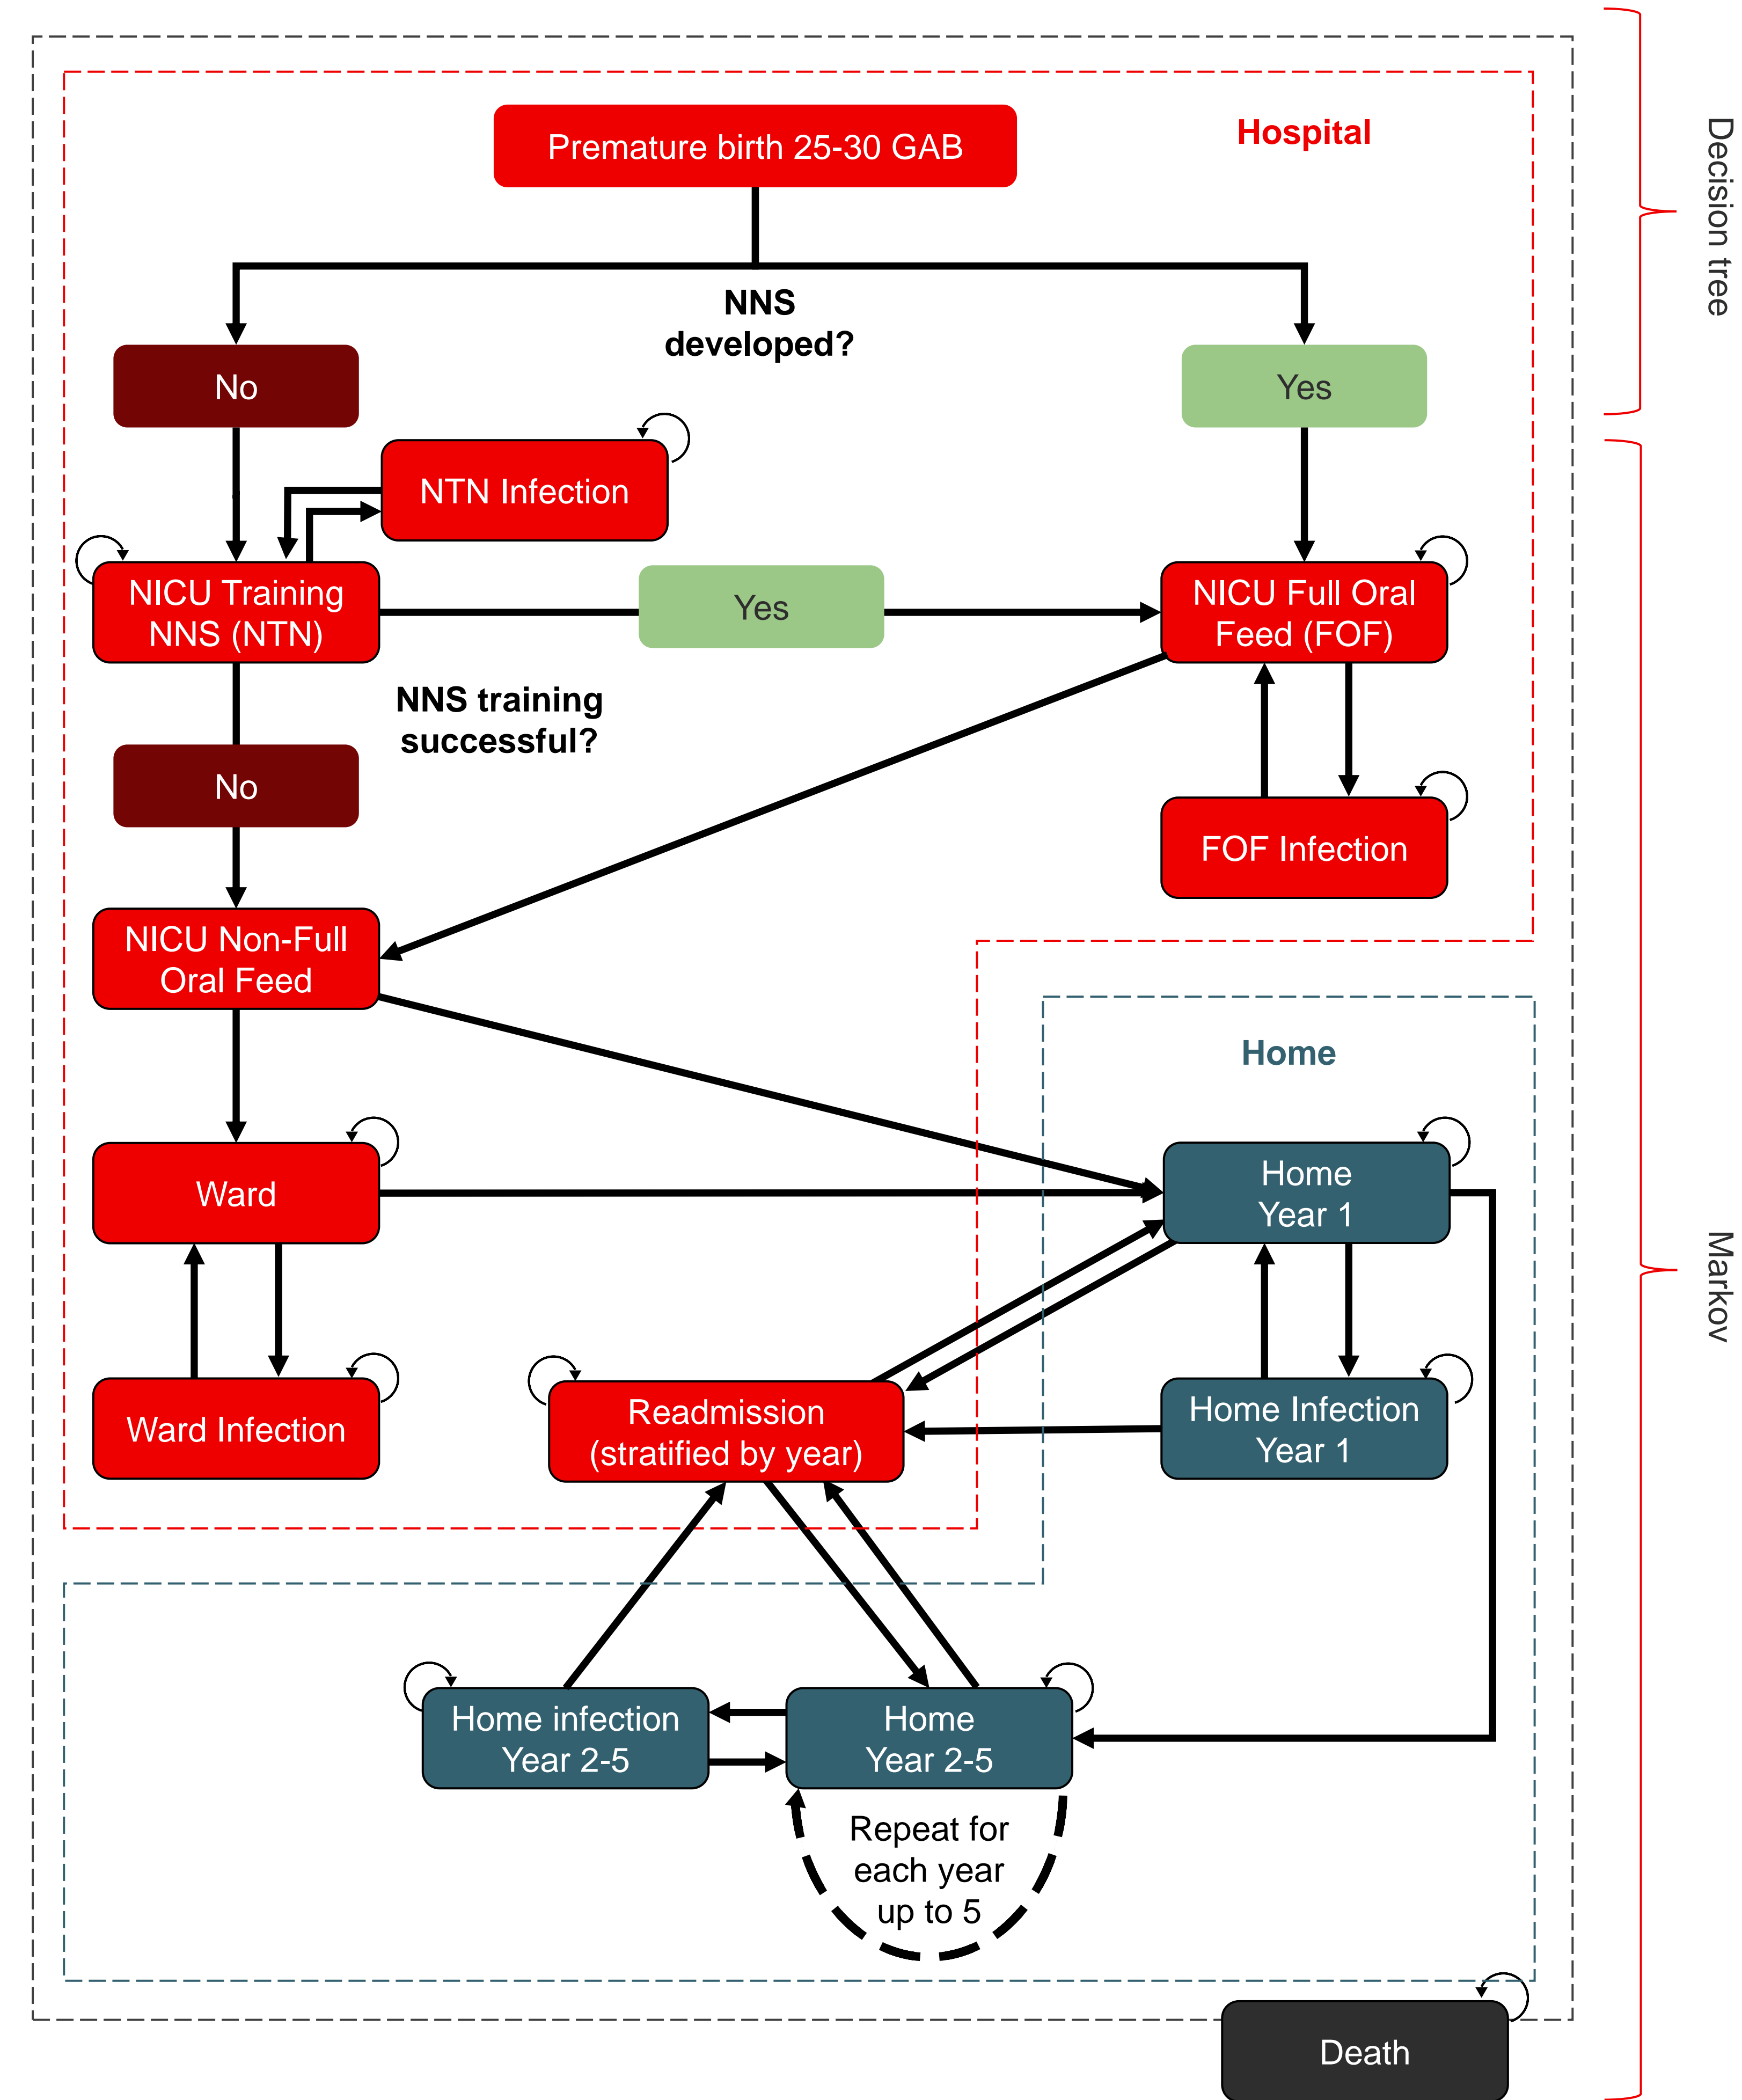 Premature birth 25-30 GAB
Hospital
Decision tree
NNS
developed?
No
Yes
NTN Infection
NICU Training
NNS (NTN)
Yes
NICU Full Oral
Feed (FOF)
NNS training
successful?
No
FOF Infection
NICU Non-Full
Oral Feed
Home
Ward
Home
Year 1
Markov
Ward Infection
Readmission
(stratified by year)
Home Infection
Year 1
Home infection
Year 2-5
Home
Year 2-5
Repeat for
each year
up to 5
Death